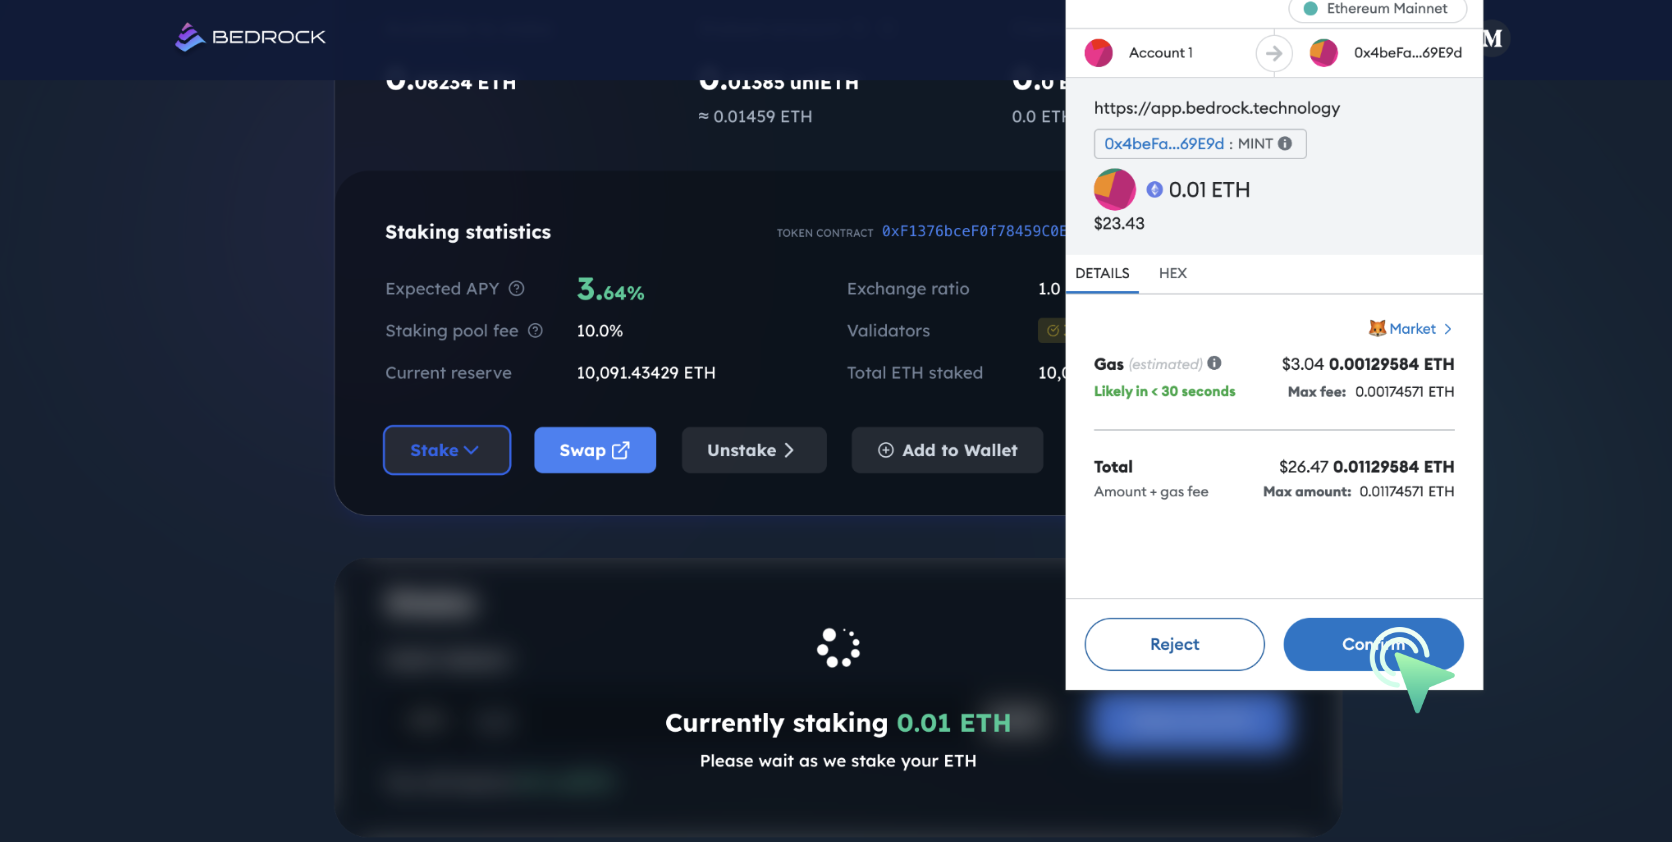 BEDROCK
M
0.08234 ETH
0.01385 uniETH
≈ 0.01459 ETH
0.0 ETH
Staking statistics
TOKEN CONTRACT 0xF1376bceF0f78459C0E
Expected APY
3.64%
Exchange ratio
1.0
Staking pool fee
10.0%
Validators
Current reserve
10,091.43429 ETH
Total ETH staked
10,0
Stake
Swap
Unstake
Add to Wallet
Currently staking 0.01 ETH
Please wait as we stake your ETH
Ethereum Mainnet
Account 1
0x4beFa...69E9d
https://app.bedrock.technology
0x4beFa...69E9d : MINT
0.01 ETH
$23.43
DETAILS
HEX
Market
Gas (estimated)
$3.04 0.00129584 ETH
Likely in < 30 seconds
Max fee: 0.00174571 ETH
Total
$26.47 0.01129584 ETH
Amount + gas fee
Max amount: 0.01174571 ETH
Reject
Confirm